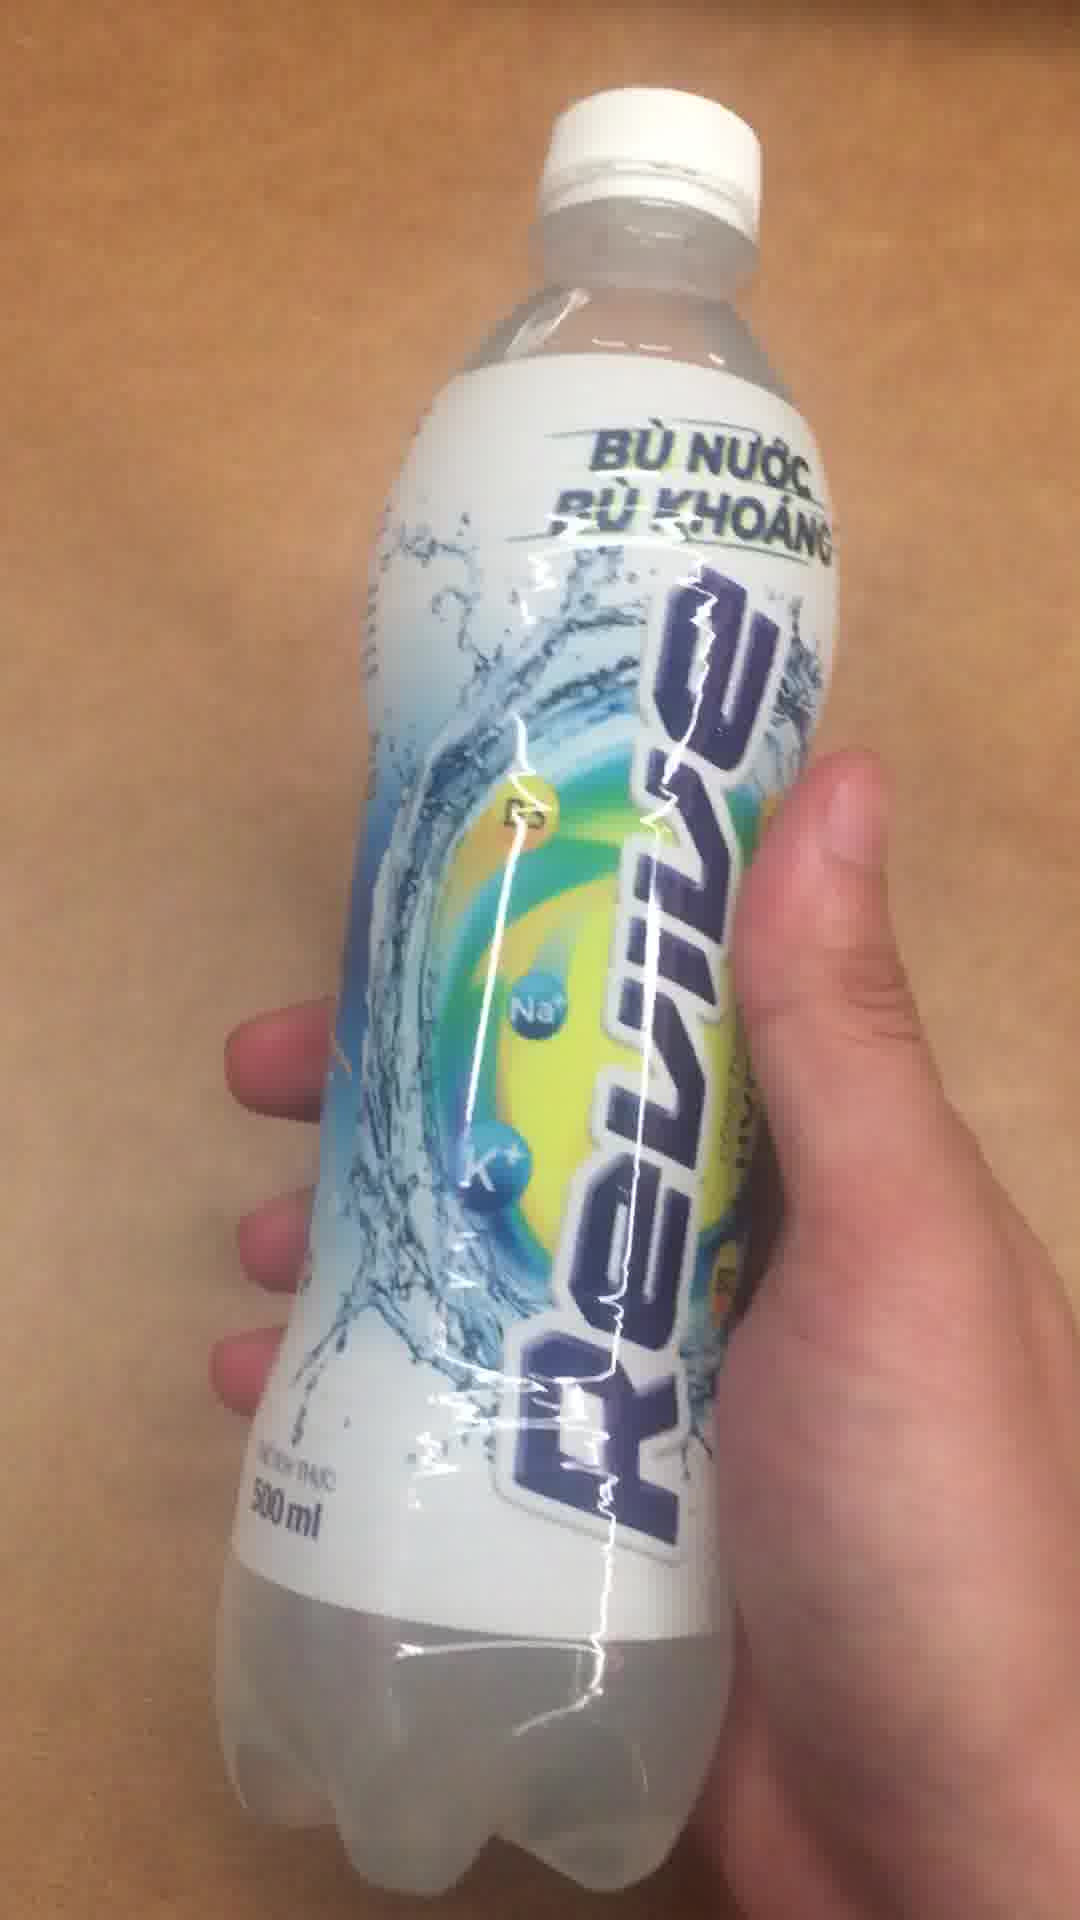 BÙ NƯỚC
BÙ KHOÁNG
Revive
Na+
K+
500 ml